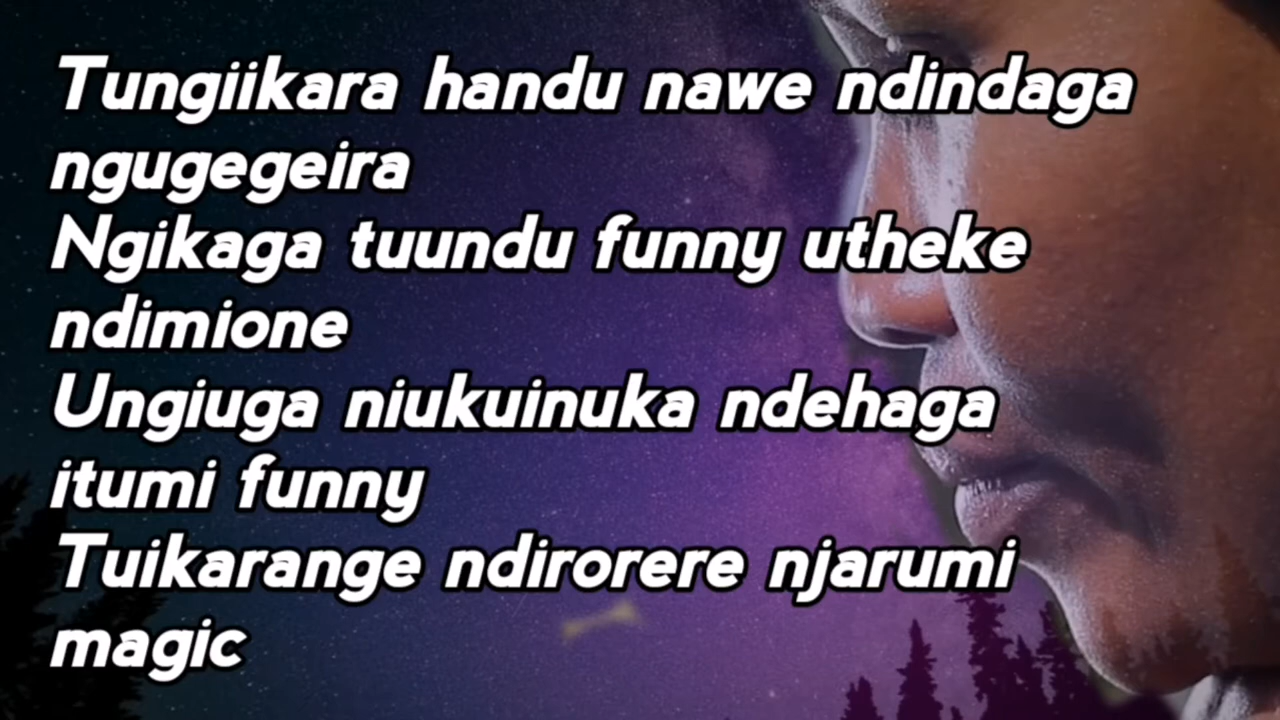 Tungiikara handu nawe ndindaga
ngugegeira
Ngikaga tuundu funny utheke
ndimione
Ungiuga niukuinuka ndehaga
itumi funny
Tuikarange ndirorere njarumi
magic